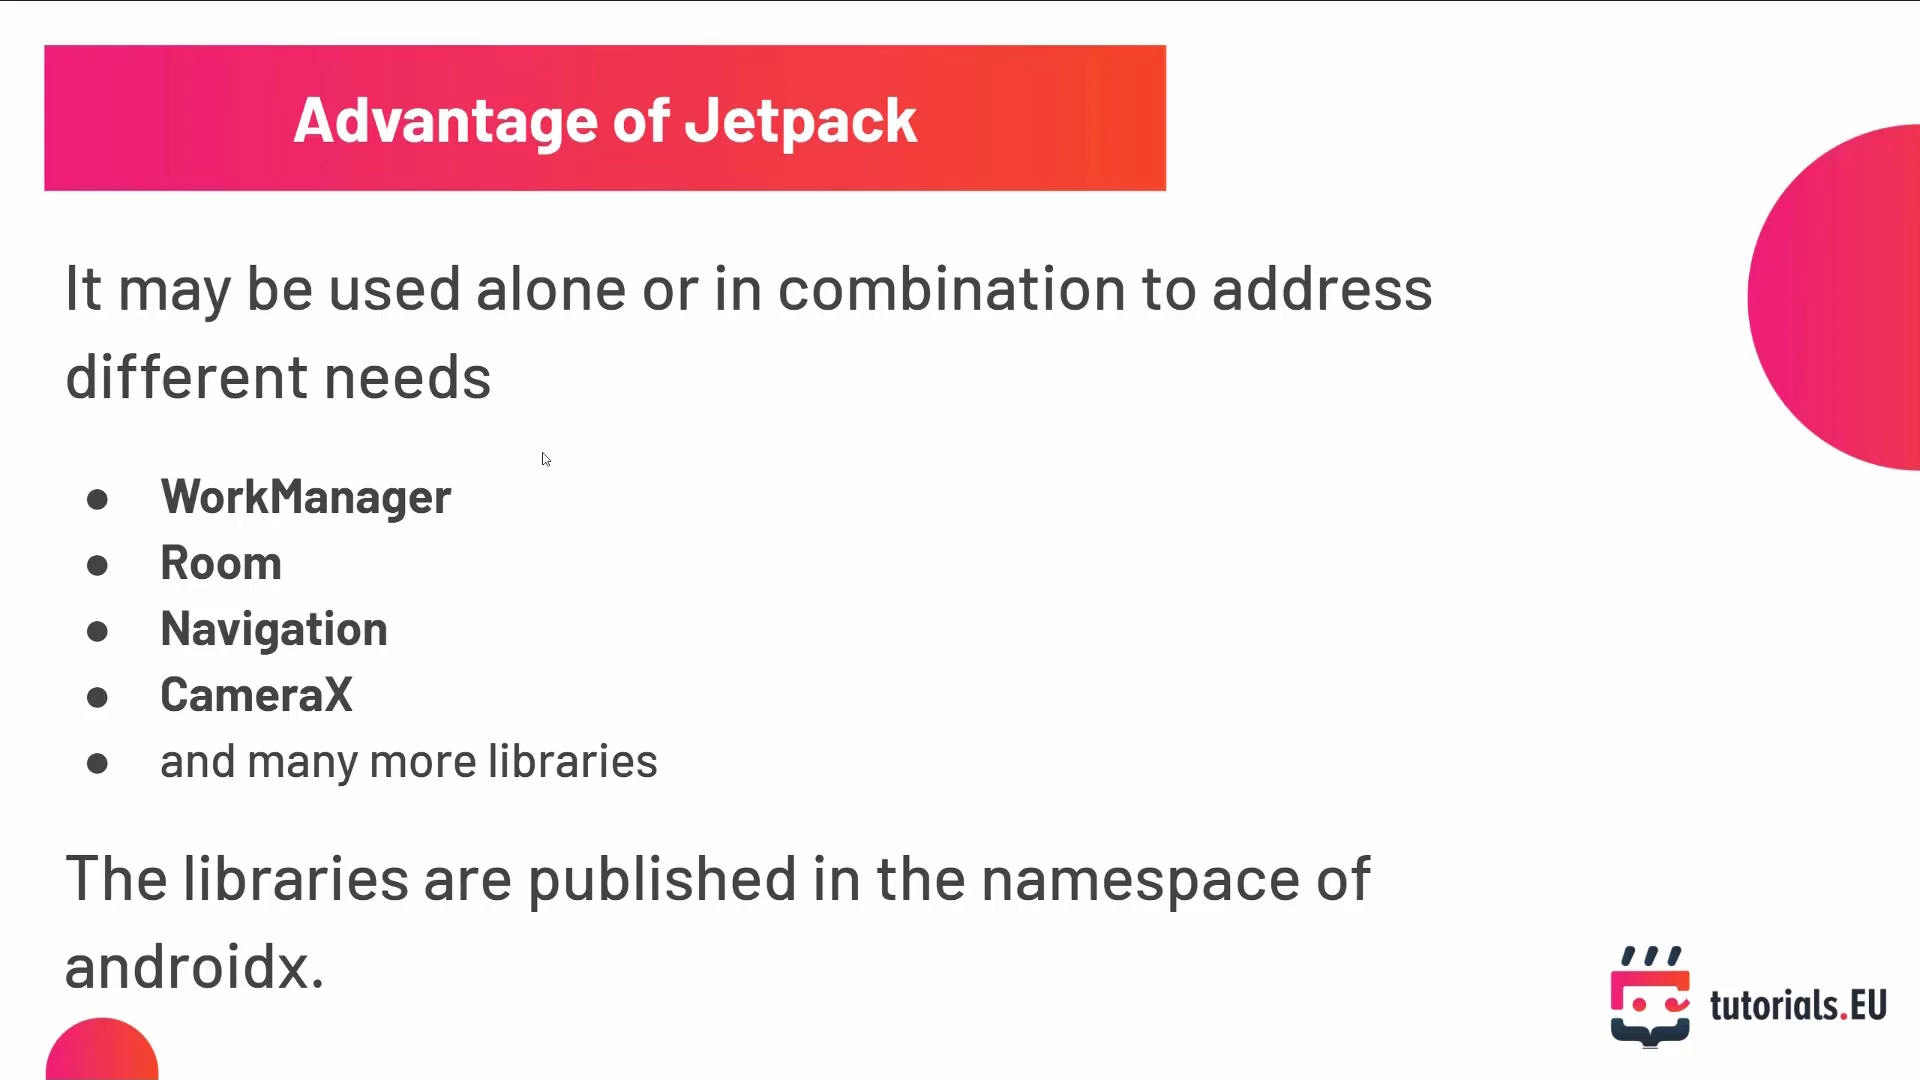 Advantage of Jetpack
It may be used alone or in combination to address
different needs
● WorkManager
● Room
● Navigation
● CameraX
● and many more libraries
The libraries are published in the namespace of
androidx.
tutorials.EU